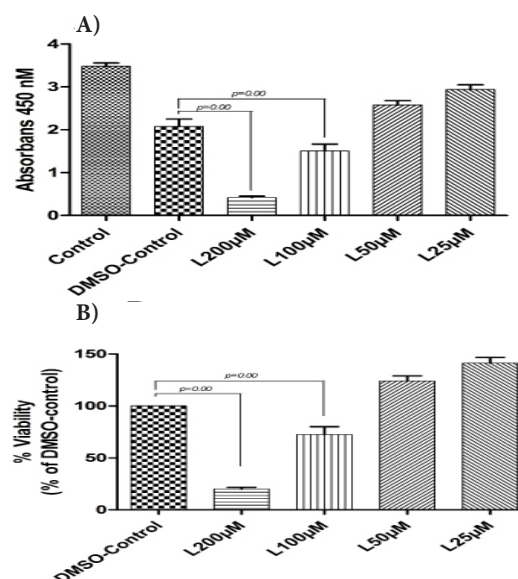 A)
Absorbans 450 nM
4
3
2
1
0
p=0.00
p=0.00
Control
DMSO-Control
L200µM
L100µM
L50µM
L25µM
B)
% Viability
(% of DMSO-control)
150
100
50
0
p=0.00
p=0.00
DMSO-Control
L200µM
L100µM
L50µM
L25µM